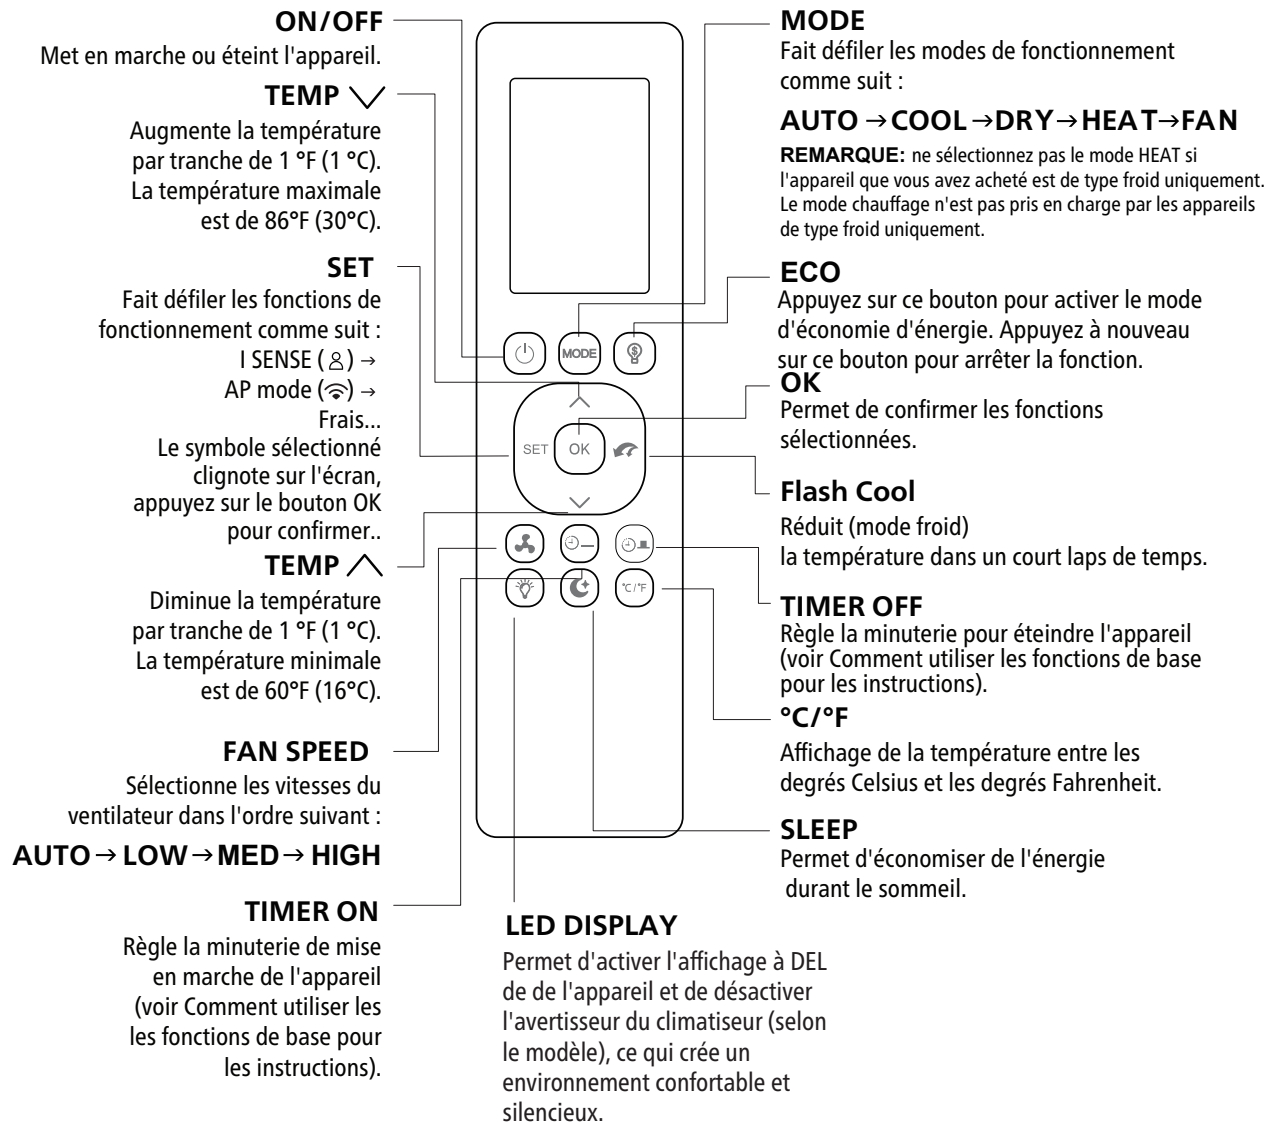 ON/OFF
Met en marche ou éteint l'appareil.
TEMP
Augmente la température
par tranche de 1 °F (1 °C).
La température maximale
est de 86°F (30°C).
SET
Fait défiler les fonctions de
fonctionnement comme suit :
I SENSE ( ) →
AP mode ( ) →
Frais...
Le symbole sélectionné
clignote sur l'écran,
appuyez sur le bouton OK
pour confirmer..
TEMP
Diminue la température
par tranche de 1 °F (1 °C).
La température minimale
est de 60°F (16°C).
FAN SPEED
Sélectionne les vitesses du
ventilateur dans l'ordre suivant :
AUTO → LOW → MED → HIGH
TIMER ON
Règle la minuterie de mise
en marche de l'appareil
(voir Comment utiliser les
les fonctions de base pour
les instructions).
MODE
SET
OK
°C/°F
LED DISPLAY
Permet d'activer l'affichage à DEL
de de l'appareil et de désactiver
l'avertisseur du climatiseur (selon
le modèle), ce qui crée un
environnement confortable et
silencieux.
MODE
Fait défiler les modes de fonctionnement
comme suit :
AUTO → COOL → DRY → HEAT → FAN
REMARQUE: ne sélectionnez pas le mode HEAT si
l'appareil que vous avez acheté est de type froid uniquement.
Le mode chauffage n'est pas pris en charge par les appareils
de type froid uniquement.
ECO
Appuyez sur ce bouton pour activer le mode
d'économie d'énergie. Appuyez à nouveau
sur ce bouton pour arrêter la fonction.
OK
Permet de confirmer les fonctions
sélectionnées.
Flash Cool
Réduit (mode froid)
la température dans un court laps de temps.
TIMER OFF
Règle la minuterie pour éteindre l'appareil
(voir Comment utiliser les fonctions de base
pour les instructions).
°C/°F
Affichage de la température entre les
degrés Celsius et les degrés Fahrenheit.
SLEEP
Permet d'économiser de l'énergie
durant le sommeil.